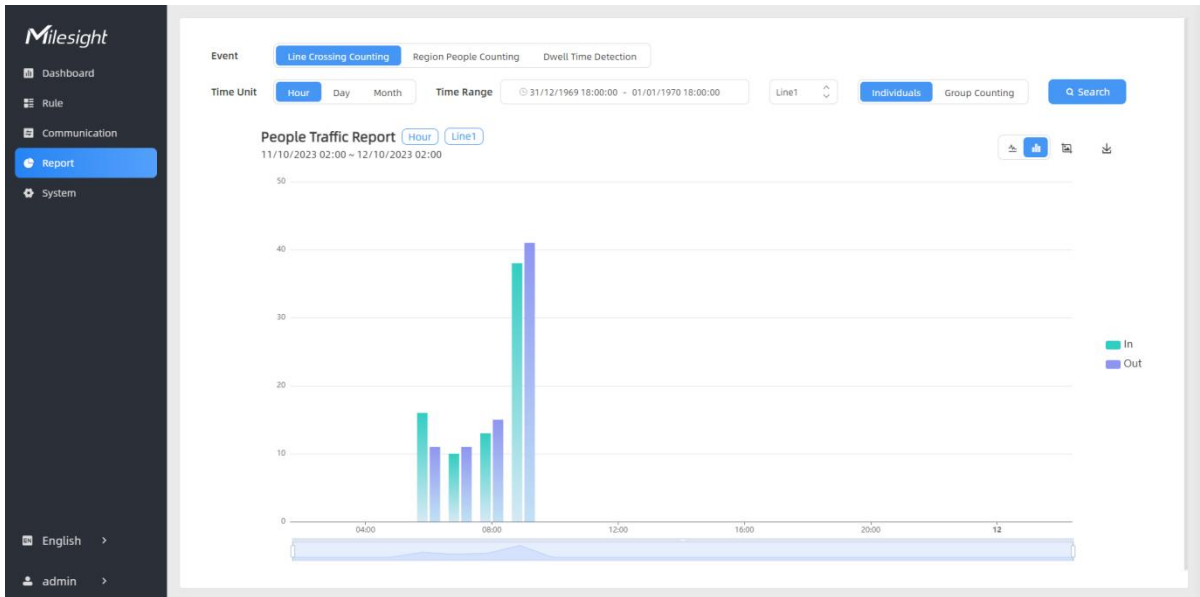 Milesight
Dashboard
Rule
Communication
Report
System
EN English >
admin >
Event Line Crossing Counting Region People Counting Dwell Time Detection
Time Unit Hour Day Month Time Range 31/12/1969 18:00:00 - 01/01/1970 18:00:00 Line1 Individuals Group Counting Search
People Traffic Report Hour Line1
11/10/2023 02:00 ~ 12/10/2023 02:00
50
40
30
20
10
0
04:00 08:00 12:00 16:00 20:00 12
In
Out